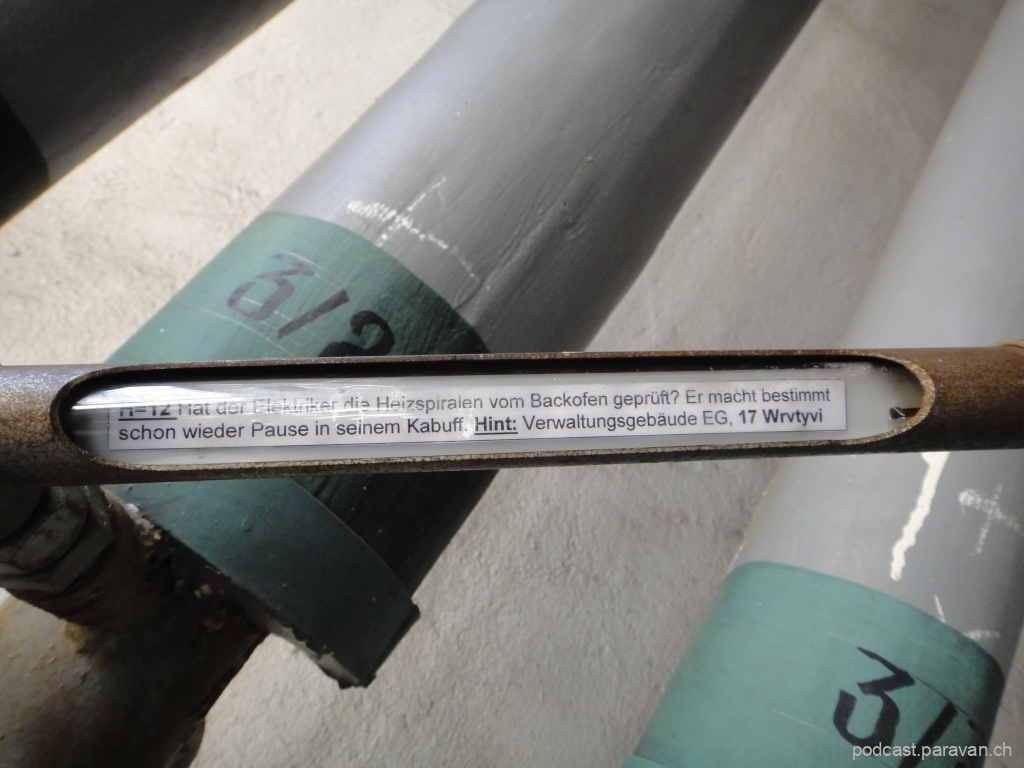 3/2
H=12 Hat der Elektriker die Heizspiralen vom Backofen geprüft? Er macht bestimmt
schon wieder Pause in seinem Kabuff. Hint: Verwaltungsgebäude EG, 17 Wrvtyvi
3/
podcast.paravan.ch